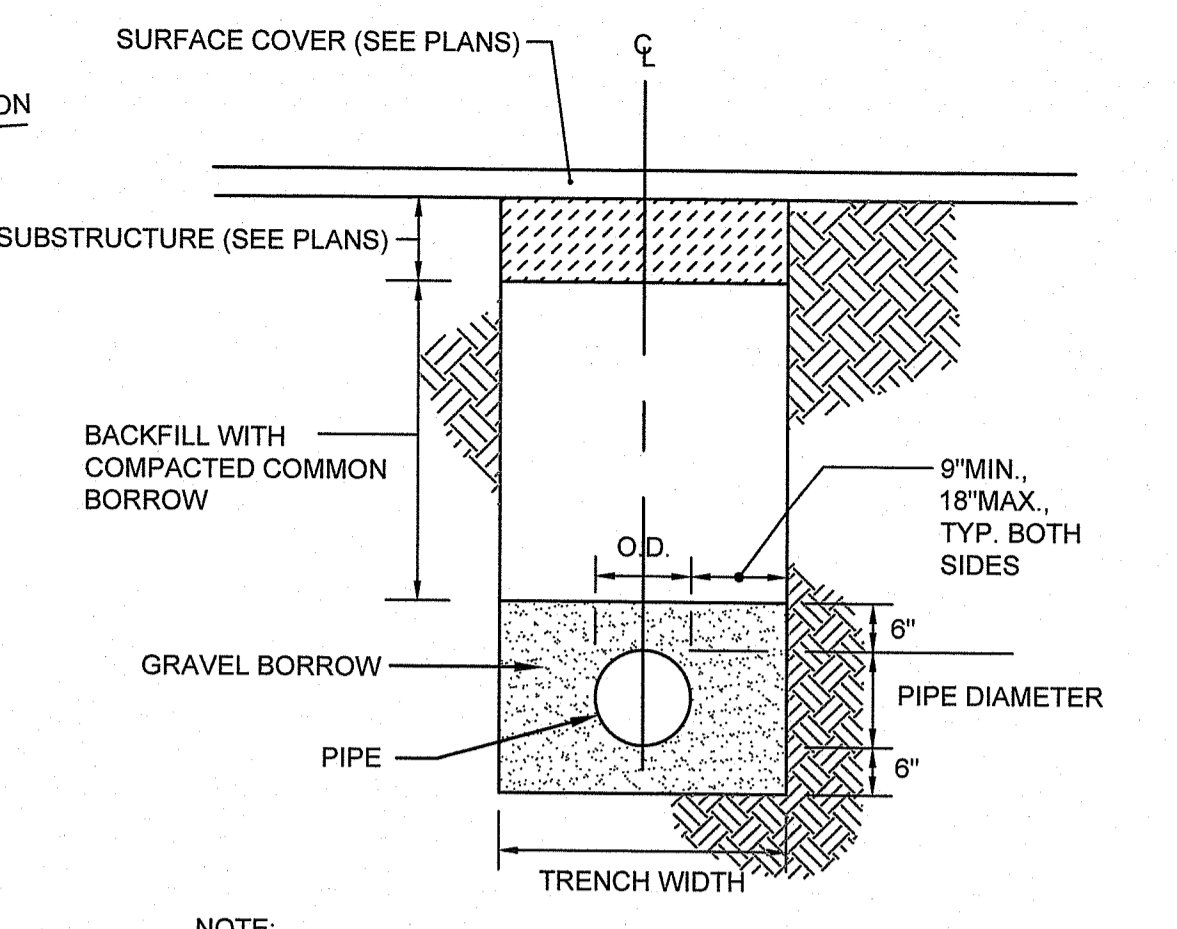 SURFACE COVER (SEE PLANS)
℄
ON
SUBSTRUCTURE (SEE PLANS)
BACKFILL WITH
COMPACTED COMMON
BORROW
9"MIN.,
18"MAX.,
TYP. BOTH
SIDES
O.D.
6"
GRAVEL BORROW
PIPE DIAMETER
PIPE
6"
TRENCH WIDTH
NOTE: